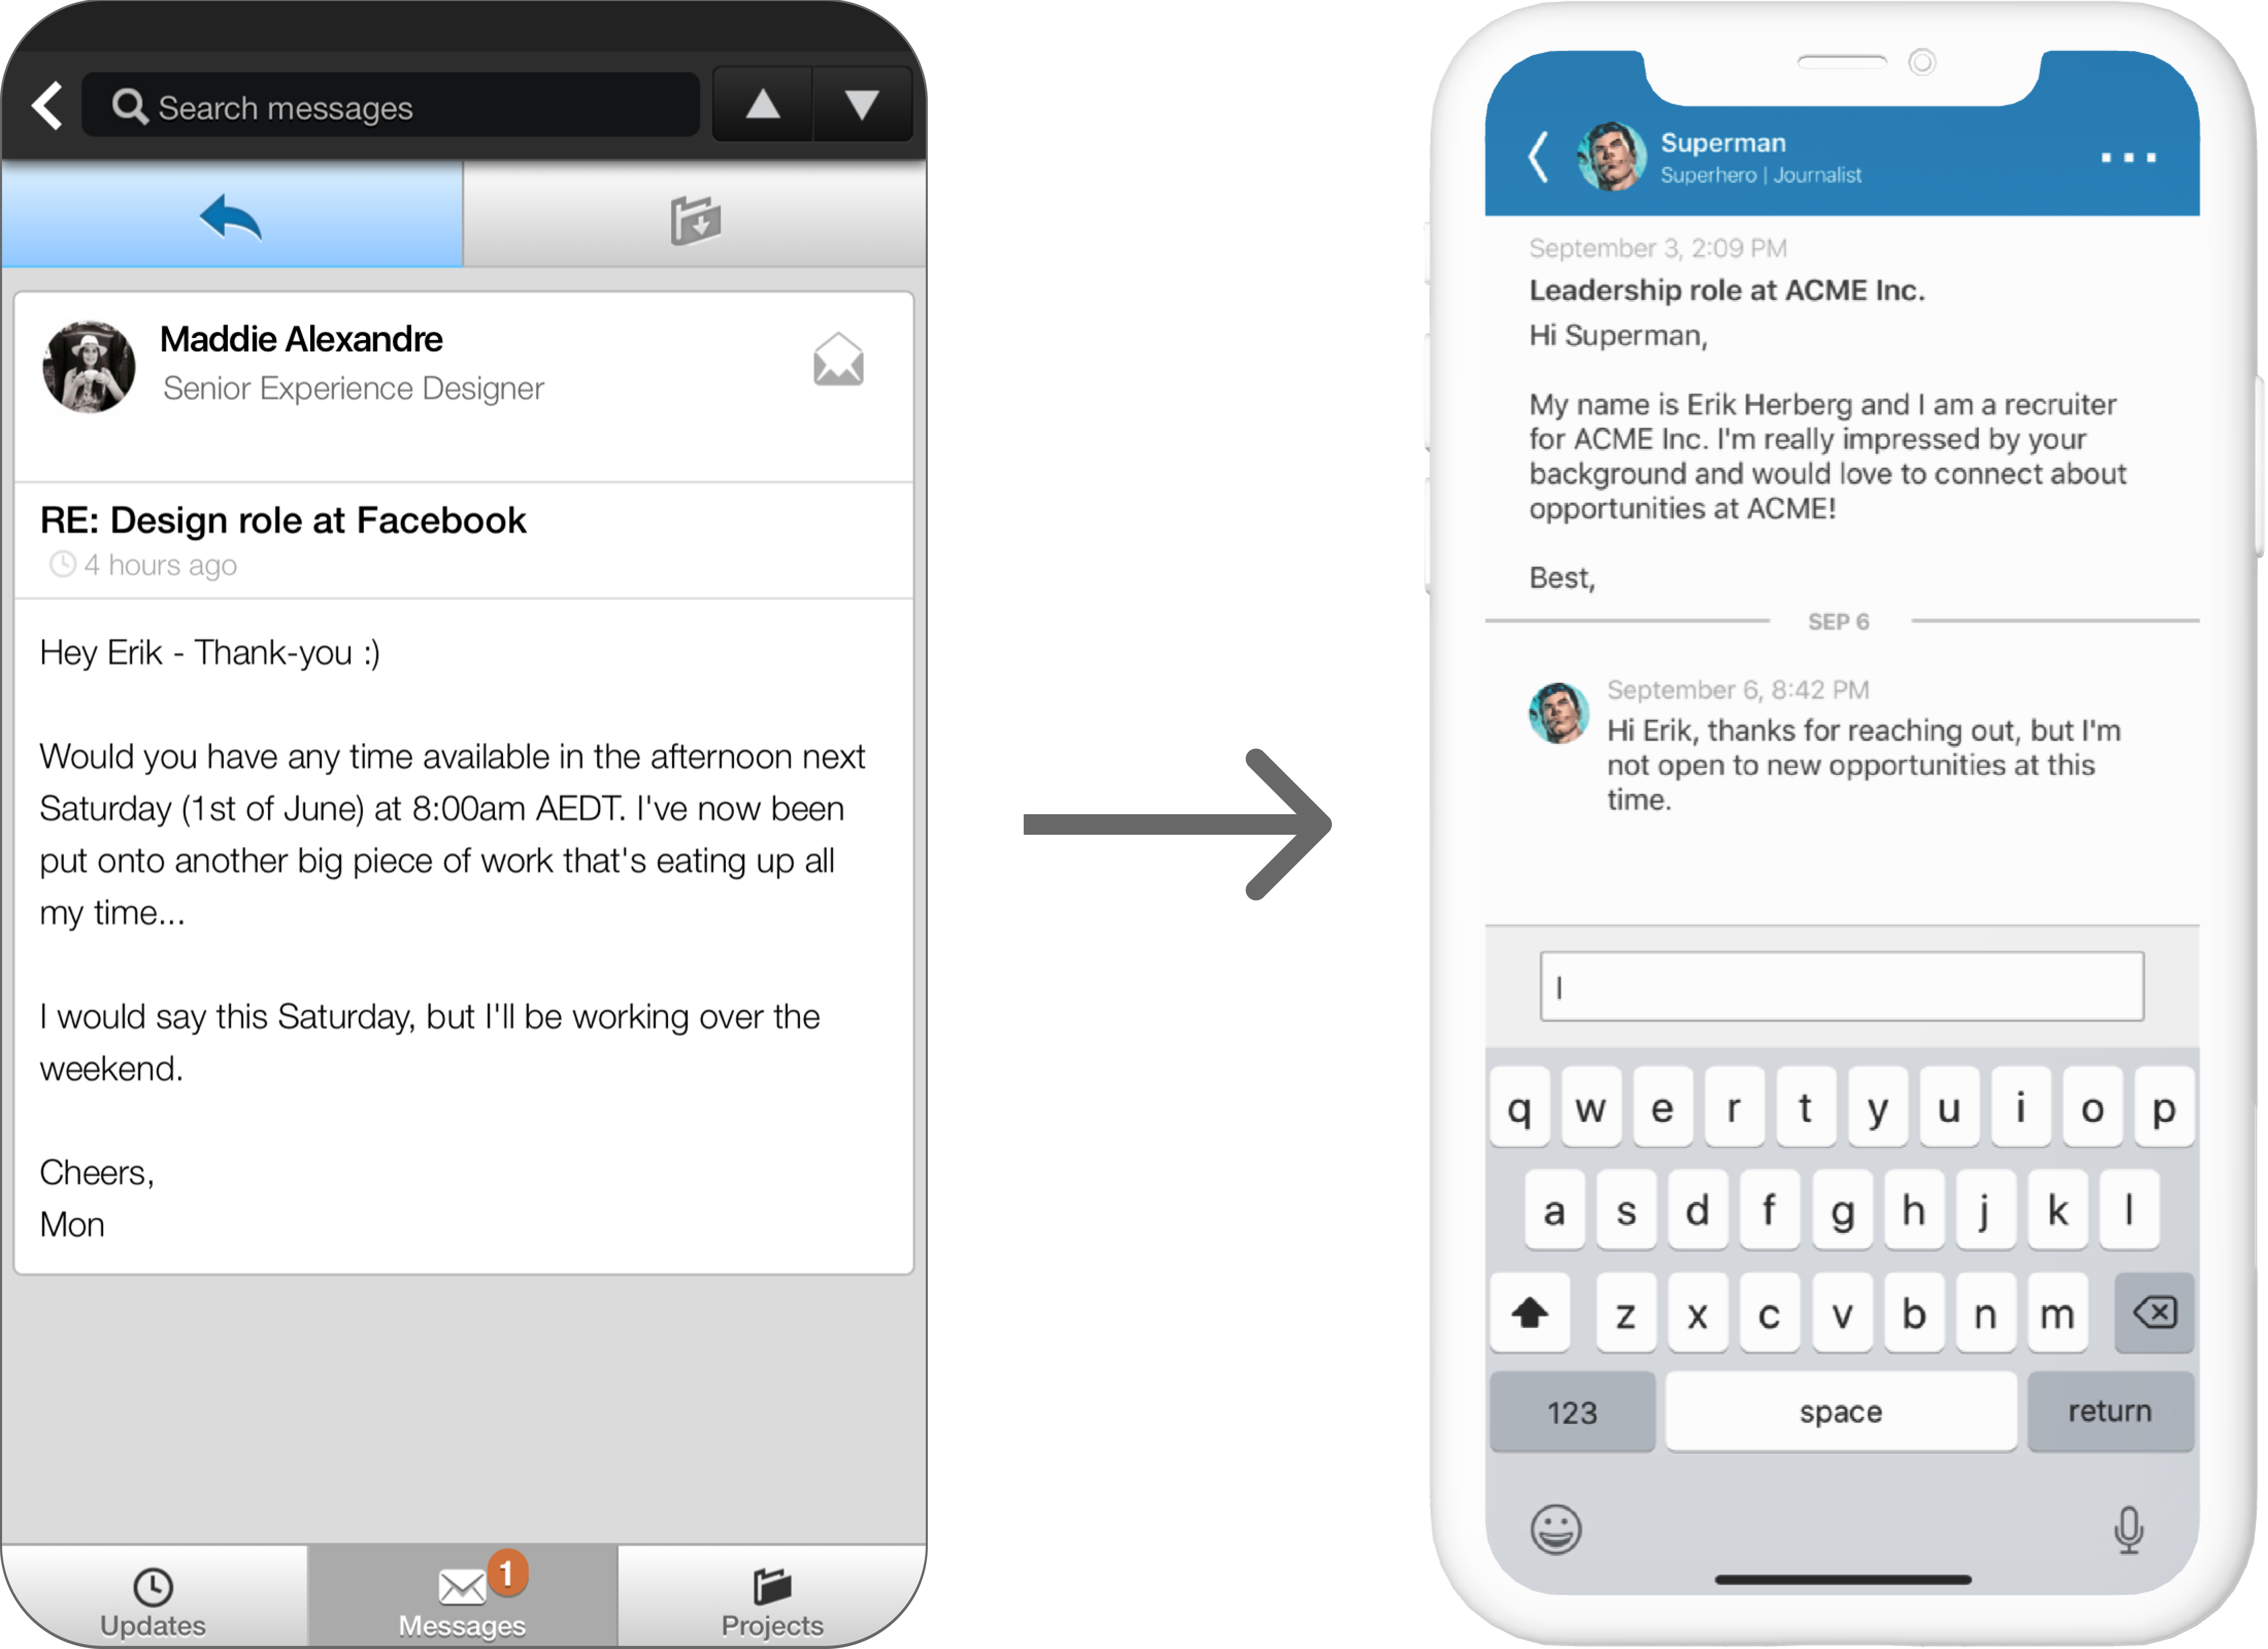 Search messages
Maddie Alexandre
Senior Experience Designer
RE: Design role at Facebook
4 hours ago
Hey Erik - Thank-you :)
Would you have any time available in the afternoon next
Saturday (1st of June) at 8:00am AEDT. I've now been
put onto another big piece of work that's eating up all
my time...
I would say this Saturday, but I'll be working over the
weekend.
Cheers,
Mon
Updates
1
Messages
Projects
Superman
Superhero | Journalist
September 3, 2:09 PM
Leadership role at ACME Inc.
Hi Superman,
My name is Erik Herberg and I am a recruiter
for ACME Inc. I'm really impressed by your
background and would love to connect about
opportunities at ACME!
Best,
SEP 6
September 6, 8:42 PM
Hi Erik, thanks for reaching out, but I'm
not open to new opportunities at this
time.
q w e r t y u i o p
a s d f g h j k l
z x c v b n m
123 space return